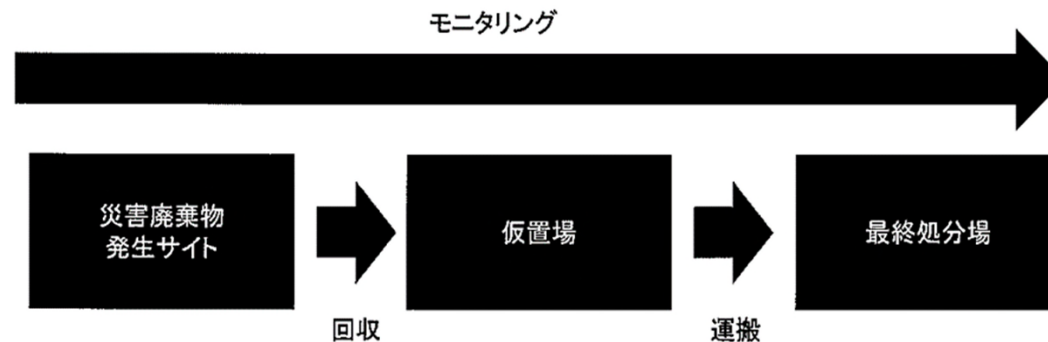 モニタリング
災害廃棄物
発生サイト
仮置場
最終処分場
回収
運搬